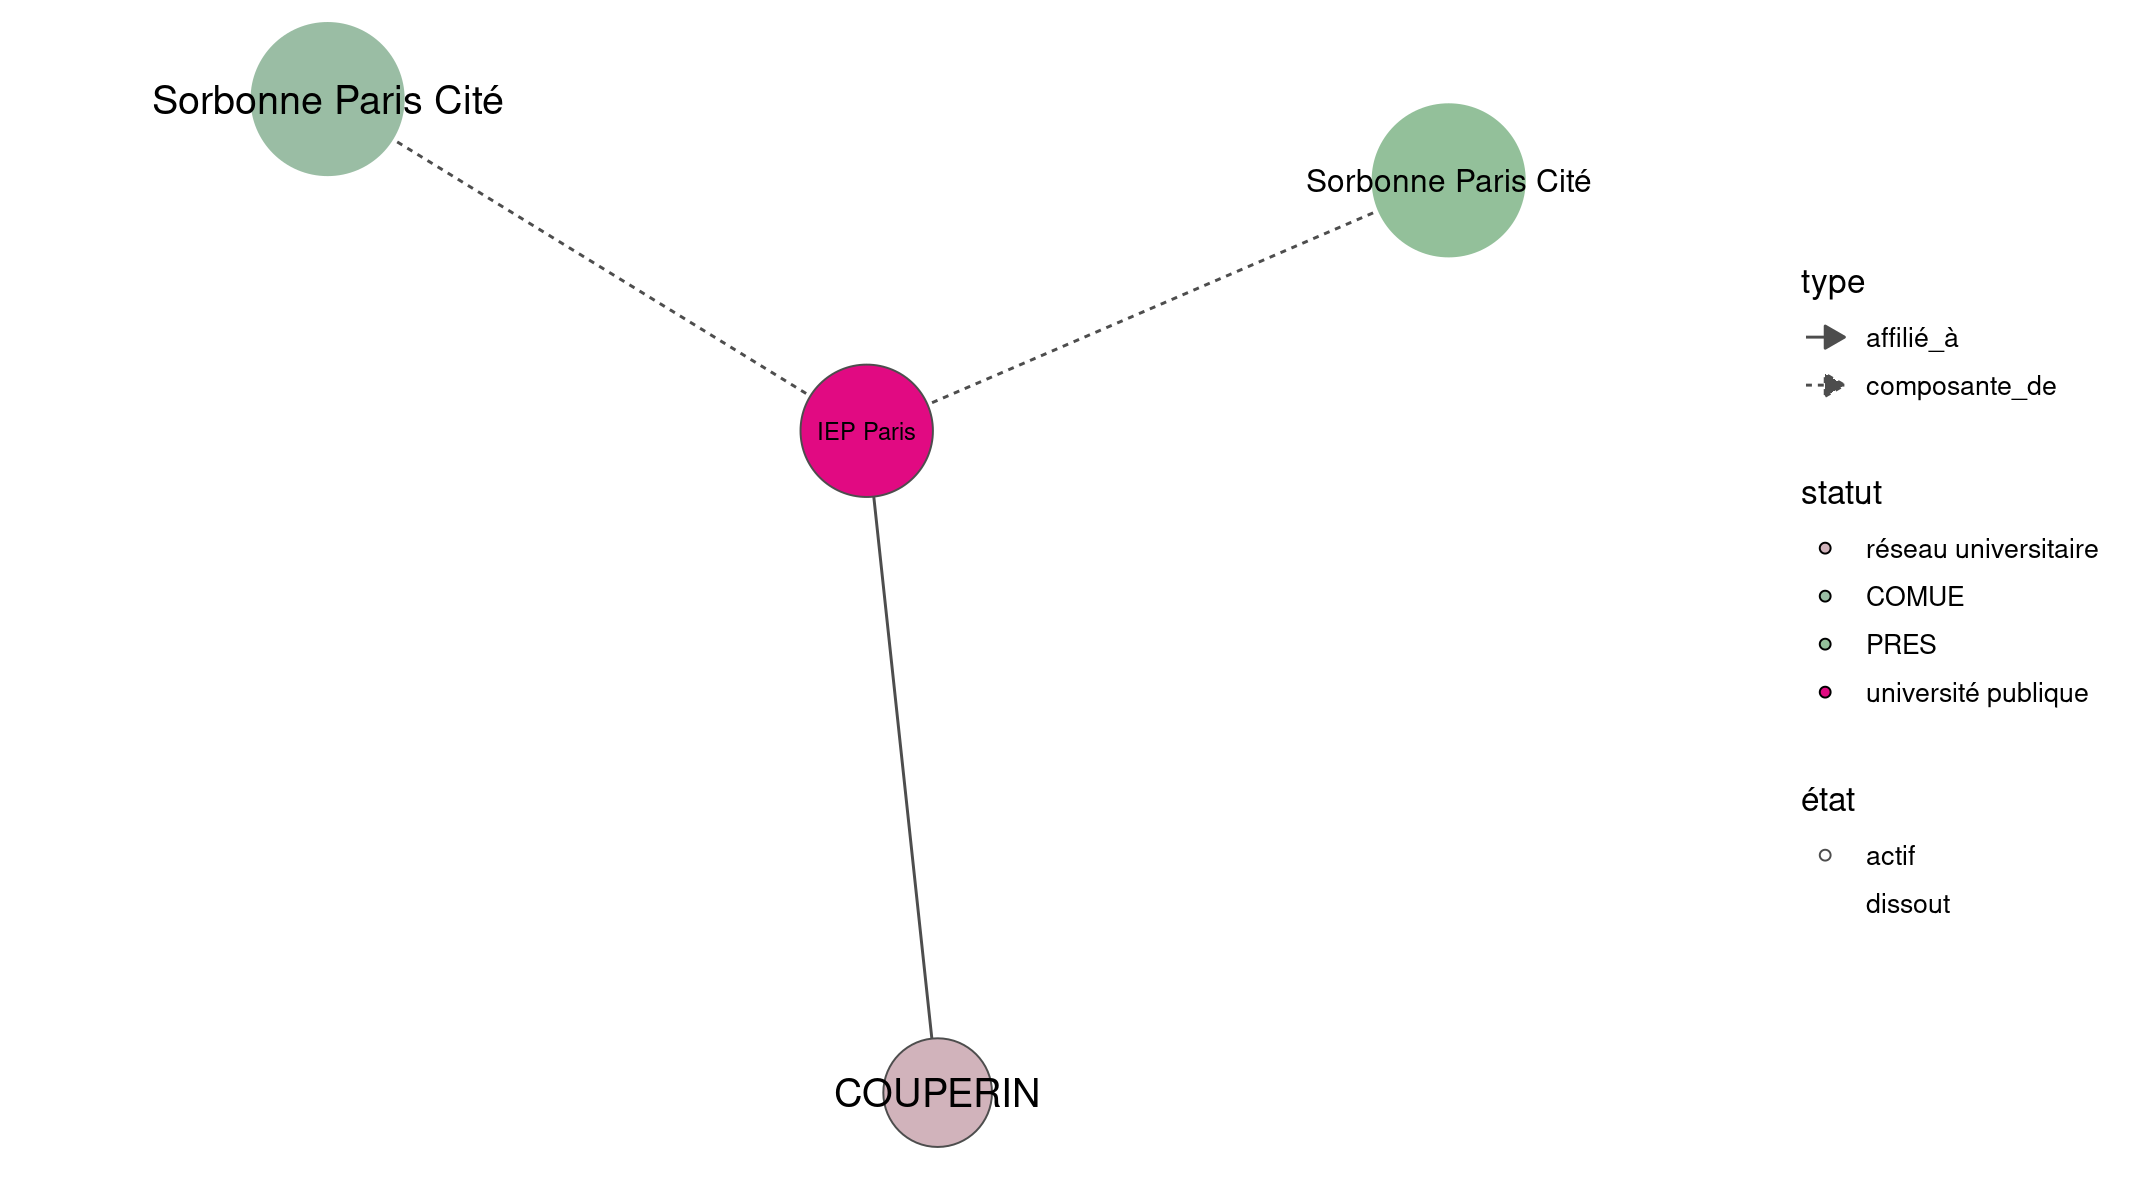 Sorbonne Paris Cité
Sorbonne Paris Cité
IEP Paris
COUPERIN
type
affilié_à
composante_de
statut
réseau universitaire
COMUE
PRES
université publique
état
actif
dissout